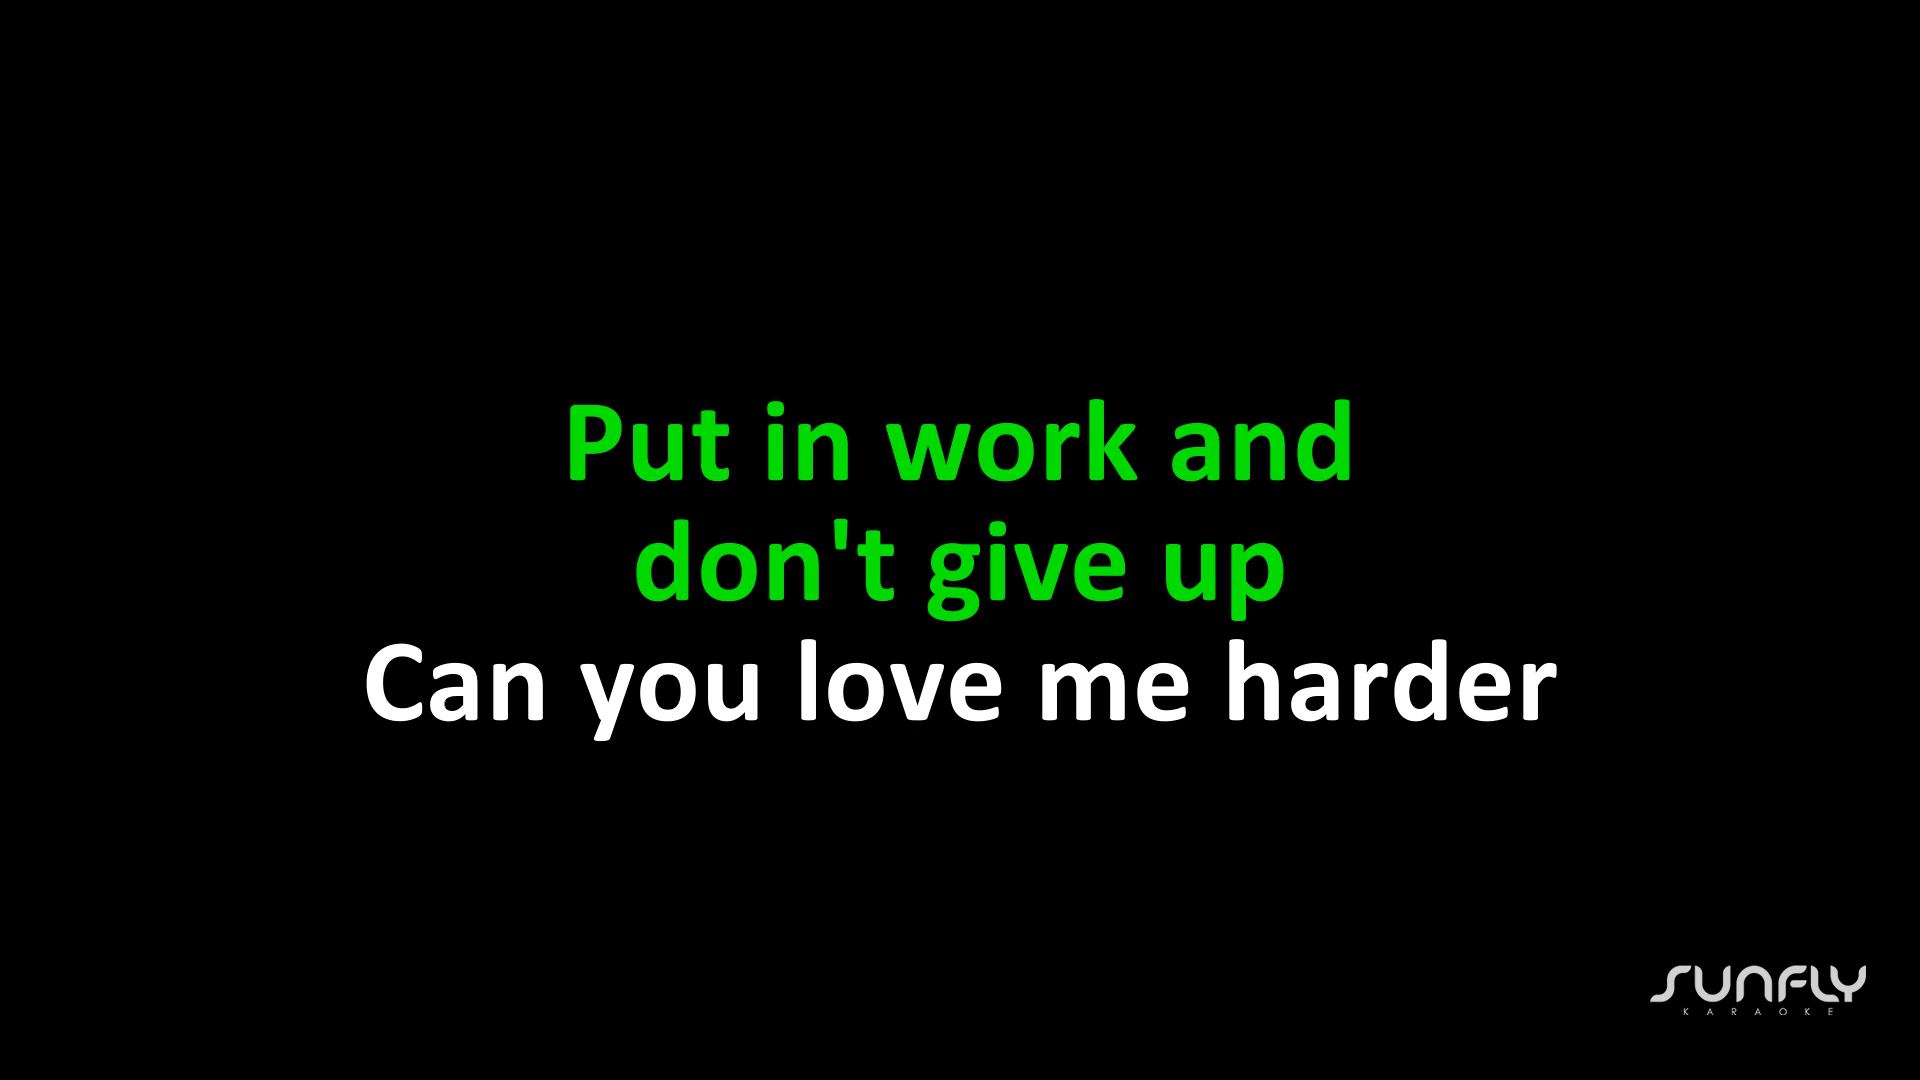 Put in work and
don't give up
Can you love me harder
SUNFLY
KARAOKE